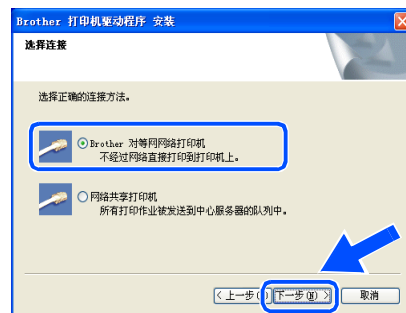 Brother 打印机驱动程序 安装
选择连接
选择正确的连接方法。
Brother 对等网网络打印机
不经过网络直接打印到打印机上。
网络共享打印机
所有打印作业被发送到中心服务器的队列中。
< 上一步( ) 下一步(N) > 取消